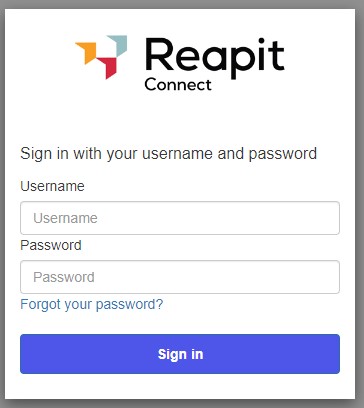 Reapit
Connect
Sign in with your username and password
Username
Username
Password
Password
Forgot your password?
Sign in